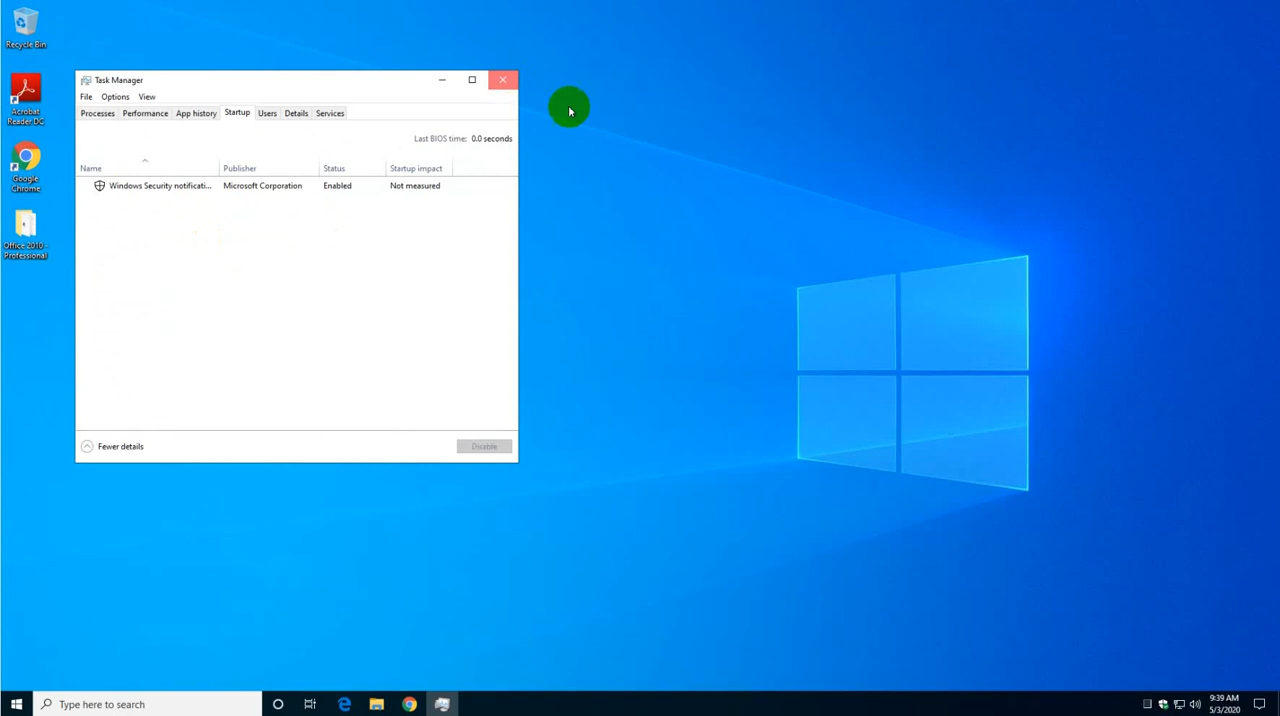 Recycle Bin
Acrobat
Reader DC
Google
Chrome
Office 2010 -
Professional
Task Manager
File Options View
Processes Performance App history Startup Users Details Services
Last BIOS time: 0.0 seconds
Name Publisher Status Startup impact
Windows Security notificati... Microsoft Corporation Enabled Not measured
Fewer details Disable
Type here to search
9:39 AM
5/3/2020